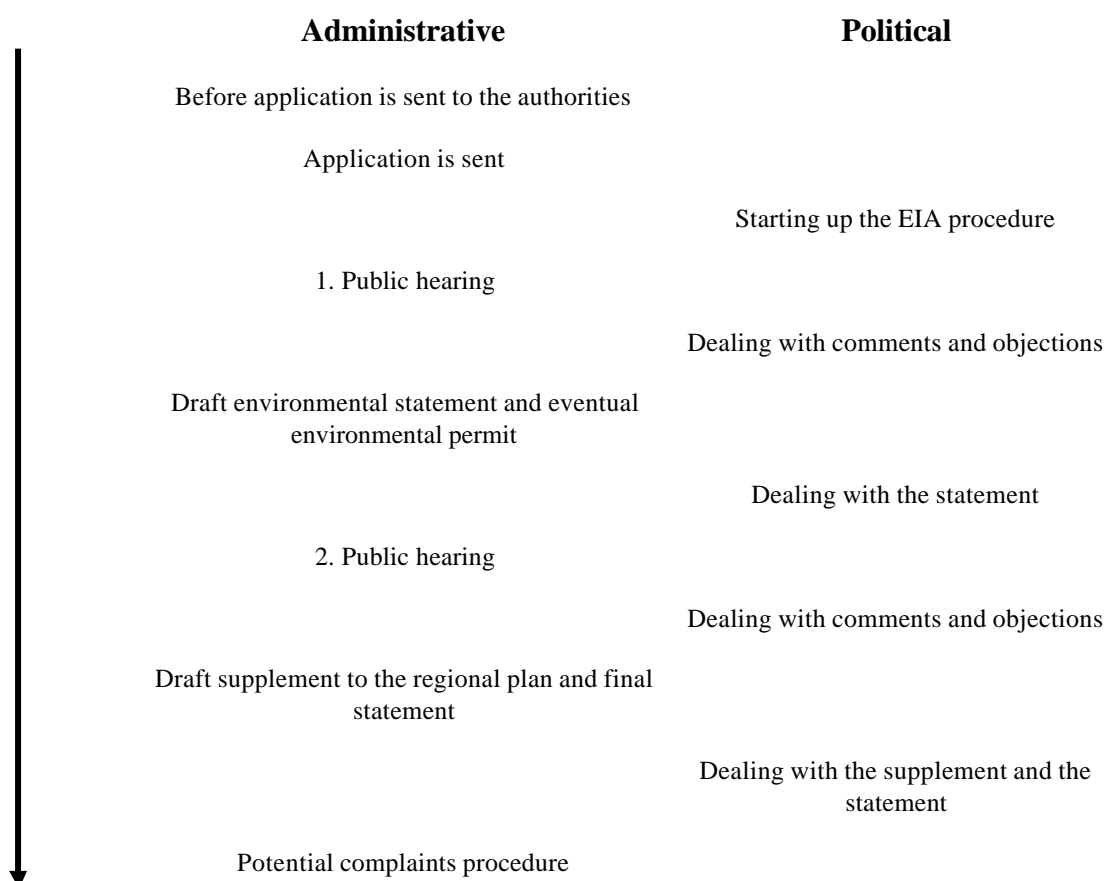 Administrative Political
Before application is sent to the authorities
Application is sent
Starting up the EIA procedure
1. Public hearing
Dealing with comments and objections
Draft environmental statement and eventual
environmental permit
Dealing with the statement
2. Public hearing
Dealing with comments and objections
Draft supplement to the regional plan and final
statement
Dealing with the supplement and the
statement
Potential complaints procedure